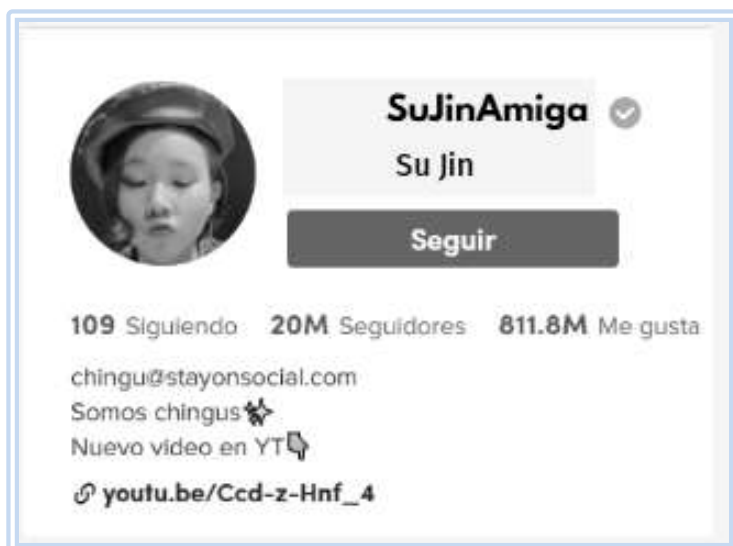 SuJinAmiga
Su Jin
Seguir
109 Siguiendo 20M Seguidores 811.8M Me gusta
chingu@stayonsocial.com
Somos chingus✨
Nuevo video en YT👇
youtu.be/Ccd-z-Hnf_4